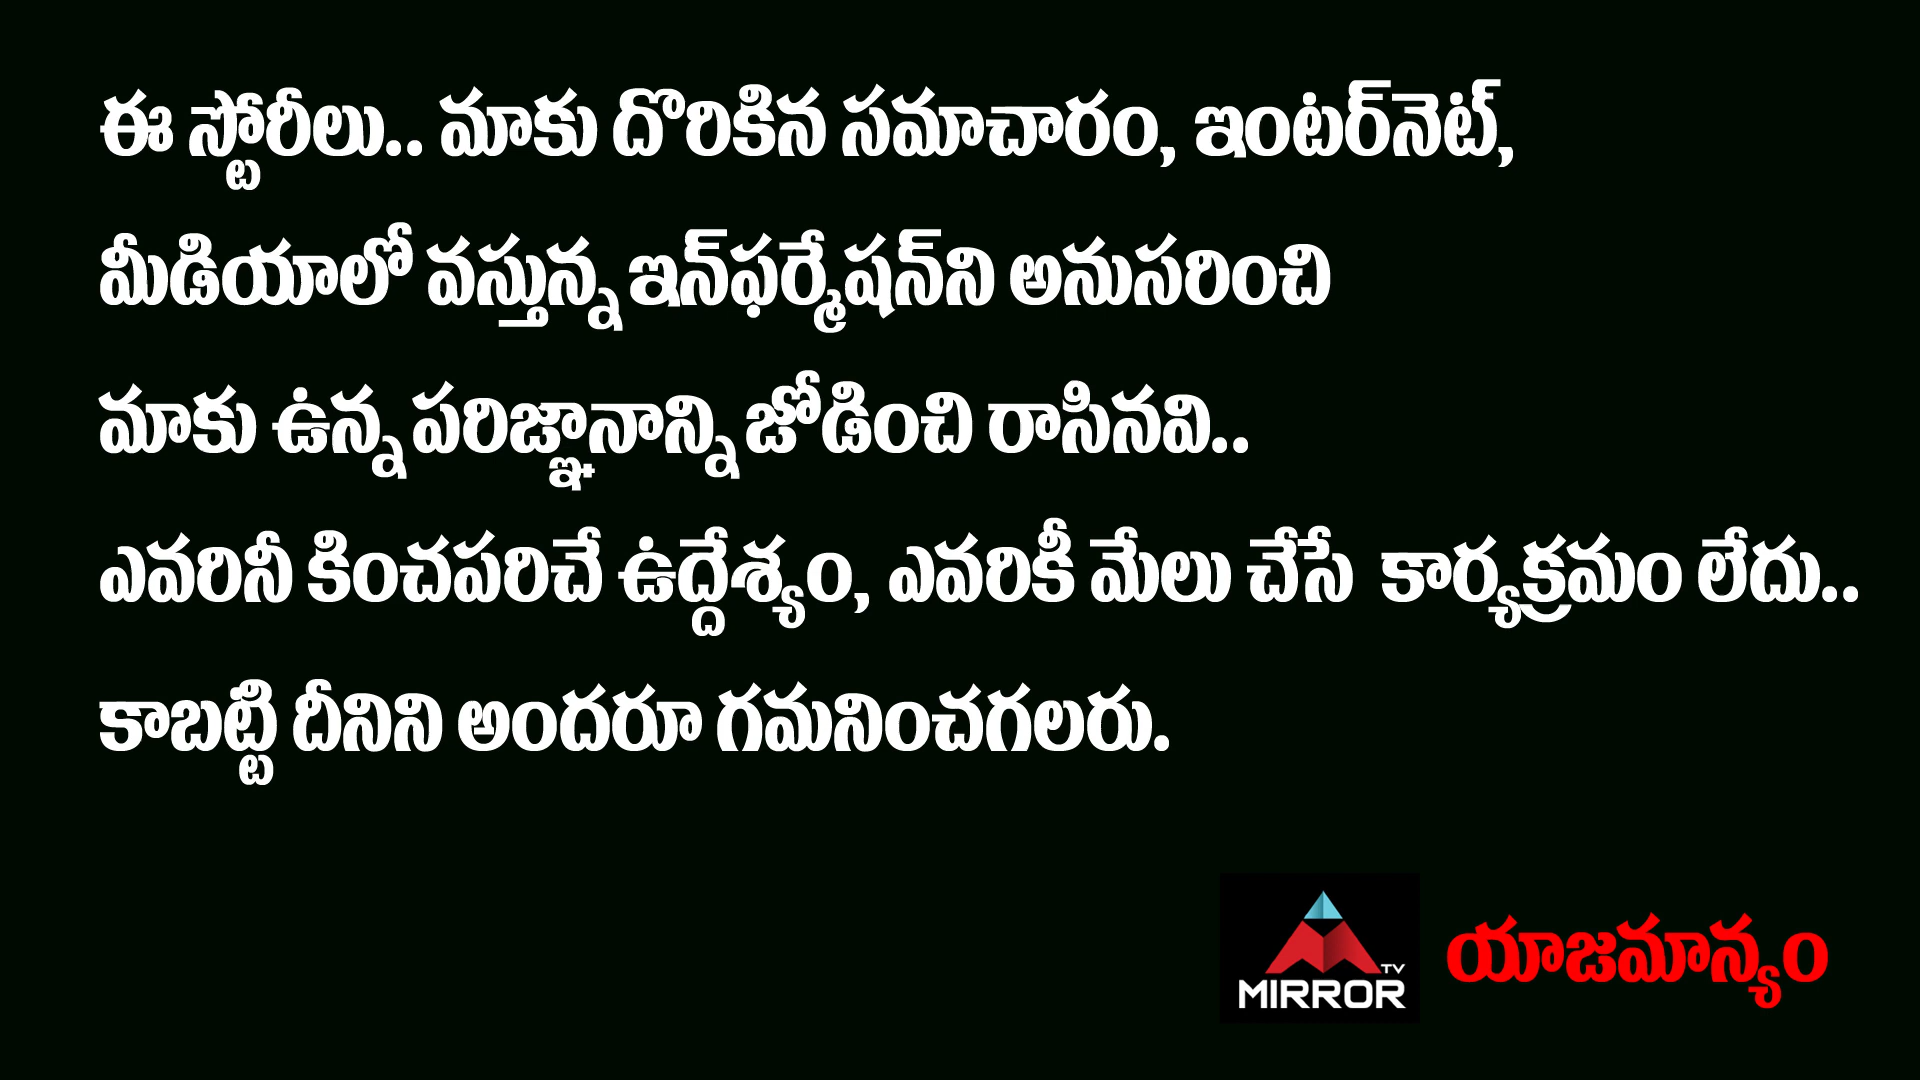 ఈ స్టోరీలు.. మాకు దొరికిన సమాచారం, ఇంటర్‌నెట్,
మీడియాలో వస్తున్న ఇన్‌ఫర్మేషన్‌ని అనుసరించి
మాకు ఉన్న పరిజ్ఞానాన్ని జోడించి రాసినవి..
ఎవరినీ కించపరిచే ఉద్దేశ్యం, ఎవరికీ మేలు చేసే కార్యక్రమం లేదు..
కాబట్టి దీనిని అందరూ గమనించగలరు.
TV
MIRROR
యాజమాన్యం